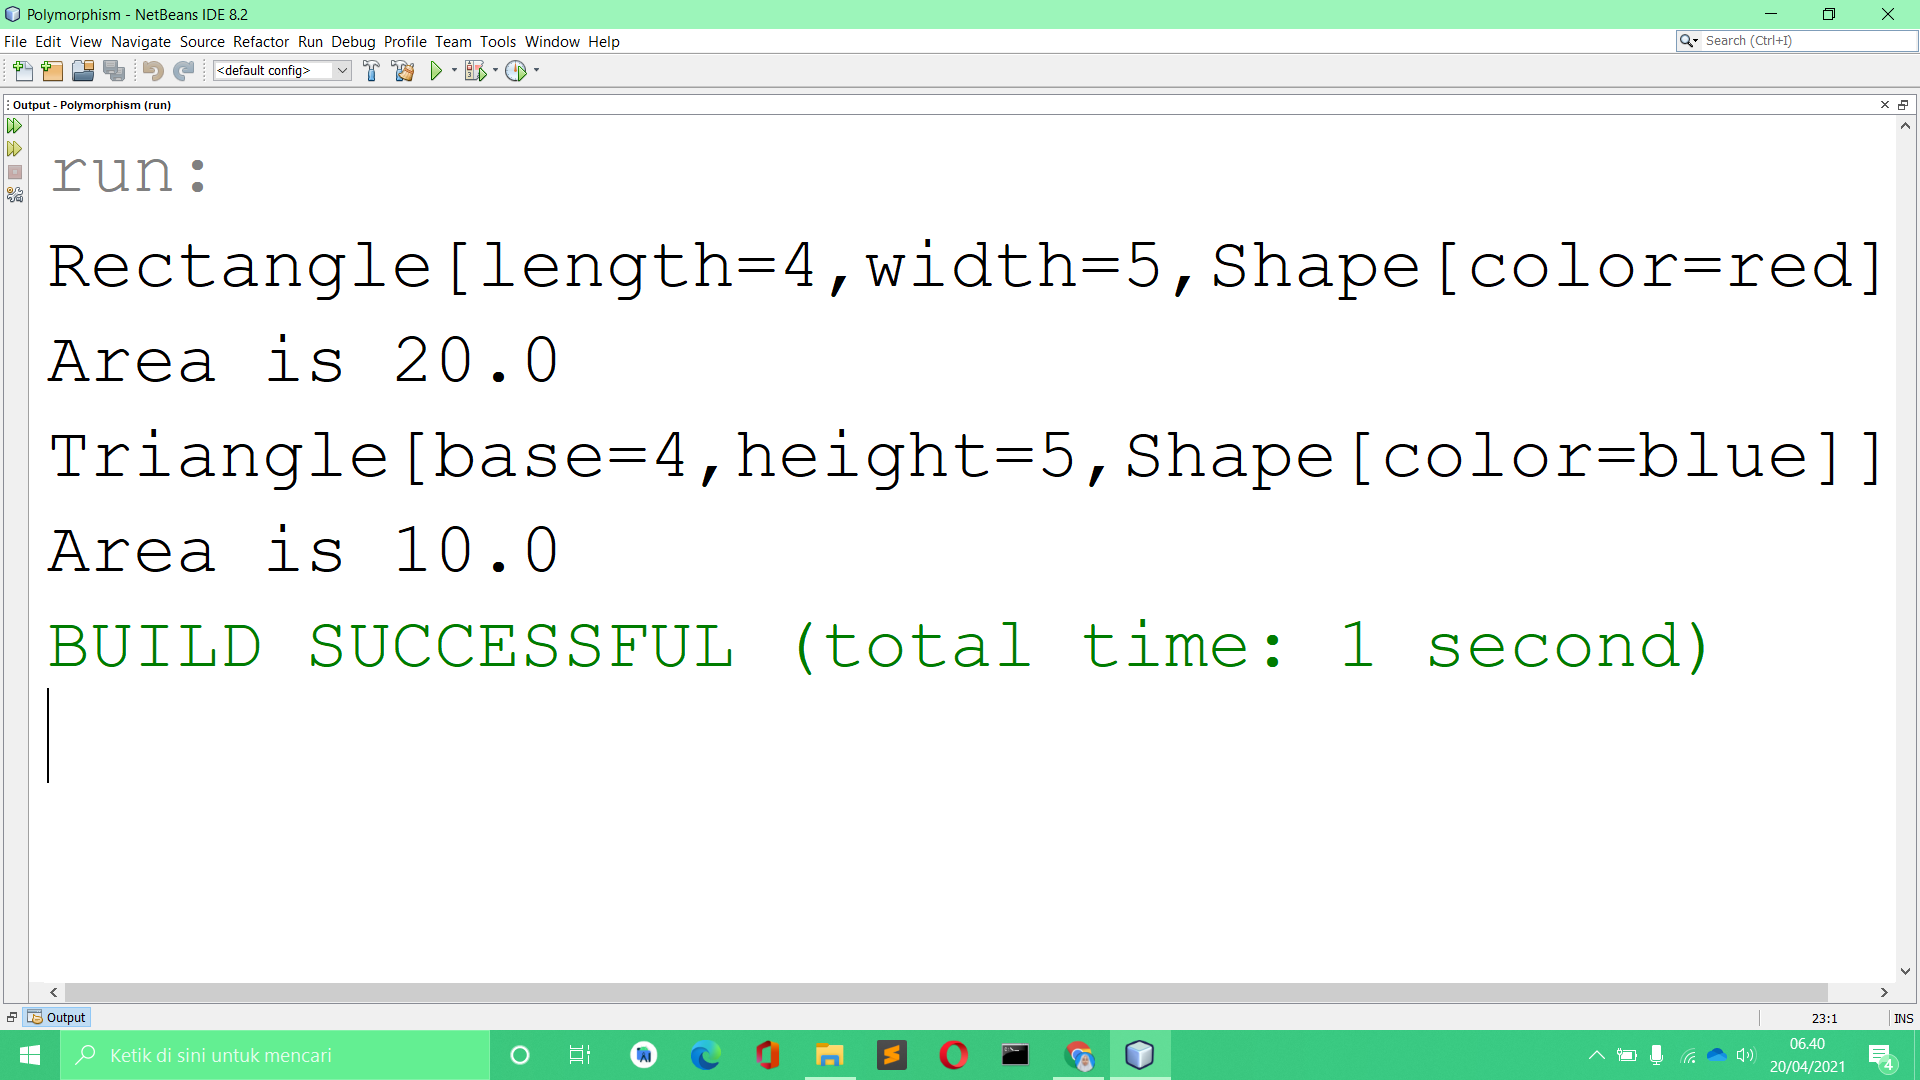 Polymorphism - NetBeans IDE 8.2
File Edit View Navigate Source Refactor Run Debug Profile Team Tools Window Help
Search (Ctrl+I)
<default config>
Output - Polymorphism (run)
run:
Rectangle[length=4,width=5,Shape[color=red]
Area is 20.0
Triangle[base=4,height=5,Shape[color=blue]]
Area is 10.0
BUILD SUCCESSFUL (total time: 1 second)
Output
23:1
INS
Ketik di sini untuk mencari
06.40
20/04/2021
4